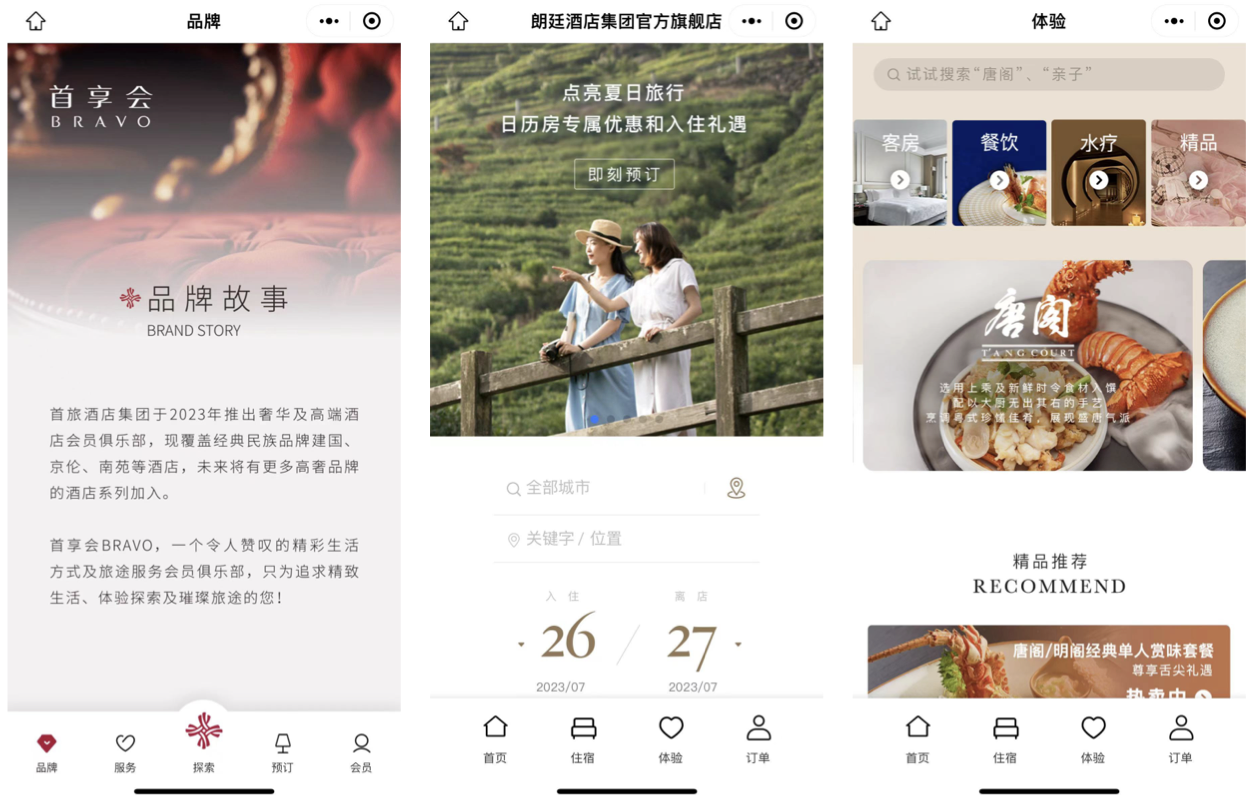 品牌
首享会
BRAVO
品牌故事
BRAND STORY
首旅酒店集团于2023年推出奢华及高端酒
店会员俱乐部，现覆盖经典民族品牌建国、
京伦、南苑等酒店，未来将有更多高奢品牌
的酒店系列加入。
首享会BRAVO，一个令人赞叹的精彩生活
方式及旅途服务会员俱乐部，只为追求精致
生活、体验探索及璀璨旅途的您！
品牌
服务
探索
预订
会员
朗廷酒店集团官方旗舰店
点亮夏日旅行
日历房专属优惠和入住礼遇
即刻预订
全部城市
关键字 / 位置
入 住
离 店
26
27
2023/07
2023/07
首页
住宿
体验
订单
体验
试试搜索“唐阁”、“亲子”
客房
餐饮
水疗
精品
唐阁
T'ANG COURT
选用上乘及新鲜时令食材入馔
配以大厨无出其右的手艺
烹调粤式珍馐佳肴，展现盛唐气派
精品推荐
RECOMMEND
唐阁/明阁经典单人赏味套餐
尊享舌尖礼遇
热卖中
首页
住宿
体验
订单